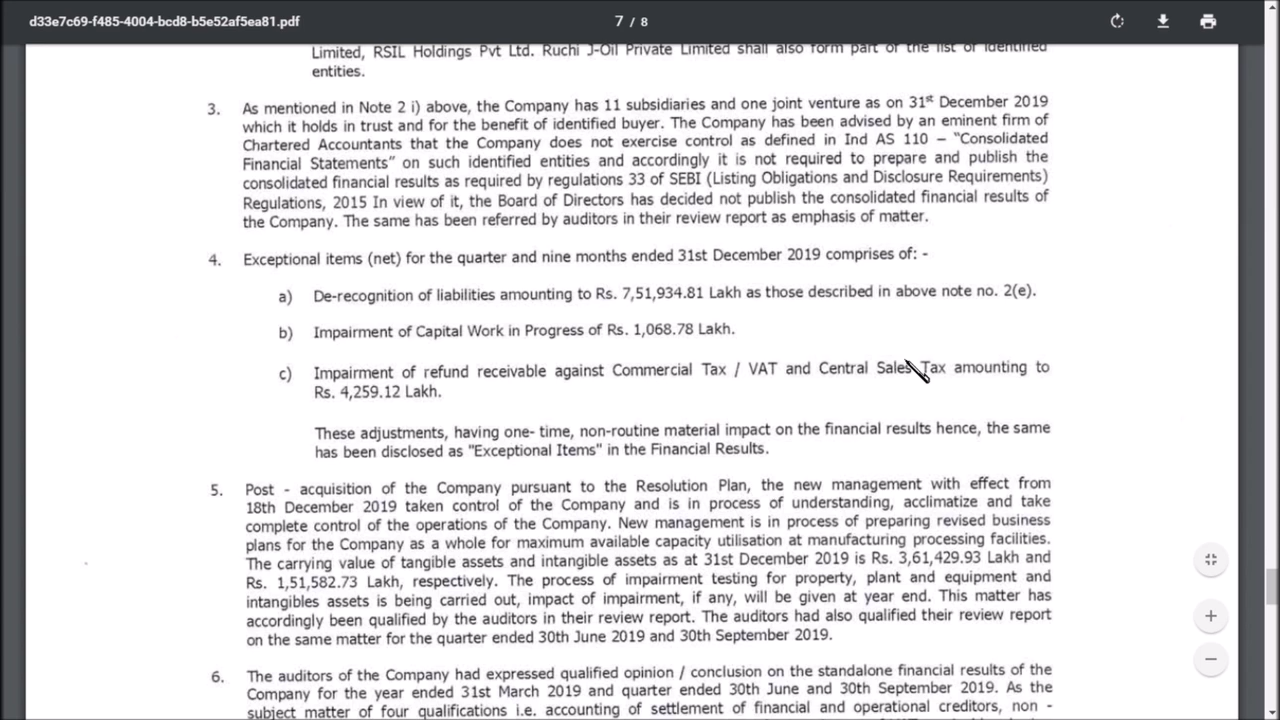 d33e7c69-f485-4004-bcd8-b5e52af5ea81.pdf
7 / 8
Limited, RSIL Holdings Pvt Ltd. Ruchi J-Oil Private Limited shall also form part of the list of identified
entities.
3. As mentioned in Note 2 i) above, the Company has 11 subsidiaries and one joint venture as on 31st December 2019
which it holds in trust and for the benefit of identified buyer. The Company has been advised by an eminent firm of
Chartered Accountants that the Company does not exercise control as defined in Ind AS 110 – "Consolidated
Financial Statements" on such identified entities and accordingly it is not required to prepare and publish the
consolidated financial results as required by regulations 33 of SEBI (Listing Obligations and Disclosure Requirements)
Regulations, 2015 In view of it, the Board of Directors has decided not publish the consolidated financial results of
the Company. The same has been referred by auditors in their review report as emphasis of matter.
4. Exceptional items (net) for the quarter and nine months ended 31st December 2019 comprises of: -
a) De-recognition of liabilities amounting to Rs. 7,51,934.81 Lakh as those described in above note no. 2(e).
b) Impairment of Capital Work in Progress of Rs. 1,068.78 Lakh.
c) Impairment of refund receivable against Commercial Tax / VAT and Central Sales Tax amounting to
Rs. 4,259.12 Lakh.
These adjustments, having one- time, non-routine material impact on the financial results hence, the same
has been disclosed as "Exceptional Items" in the Financial Results.
5. Post - acquisition of the Company pursuant to the Resolution Plan, the new management with effect from
18th December 2019 taken control of the Company and is in process of understanding, acclimatize and take
complete control of the operations of the Company. New management is in process of preparing revised business
plans for the Company as a whole for maximum available capacity utilisation at manufacturing processing facilities.
The carrying value of tangible assets and intangible assets as at 31st December 2019 is Rs. 3,61,429.93 Lakh and
Rs. 1,51,582.73 Lakh, respectively. The process of impairment testing for property, plant and equipment and
intangibles assets is being carried out, impact of impairment, if any, will be given at year end. This matter has
accordingly been qualified by the auditors in their review report. The auditors had also qualified their review report
on the same matter for the quarter ended 30th June 2019 and 30th September 2019.
6. The auditors of the Company had expressed qualified opinion / conclusion on the standalone financial results of the
Company for the year ended 31st March 2019 and quarter ended 30th June and 30th September 2019. As the
subject matter of four qualifications i.e. accounting of settlement of financial and operational creditors, non -